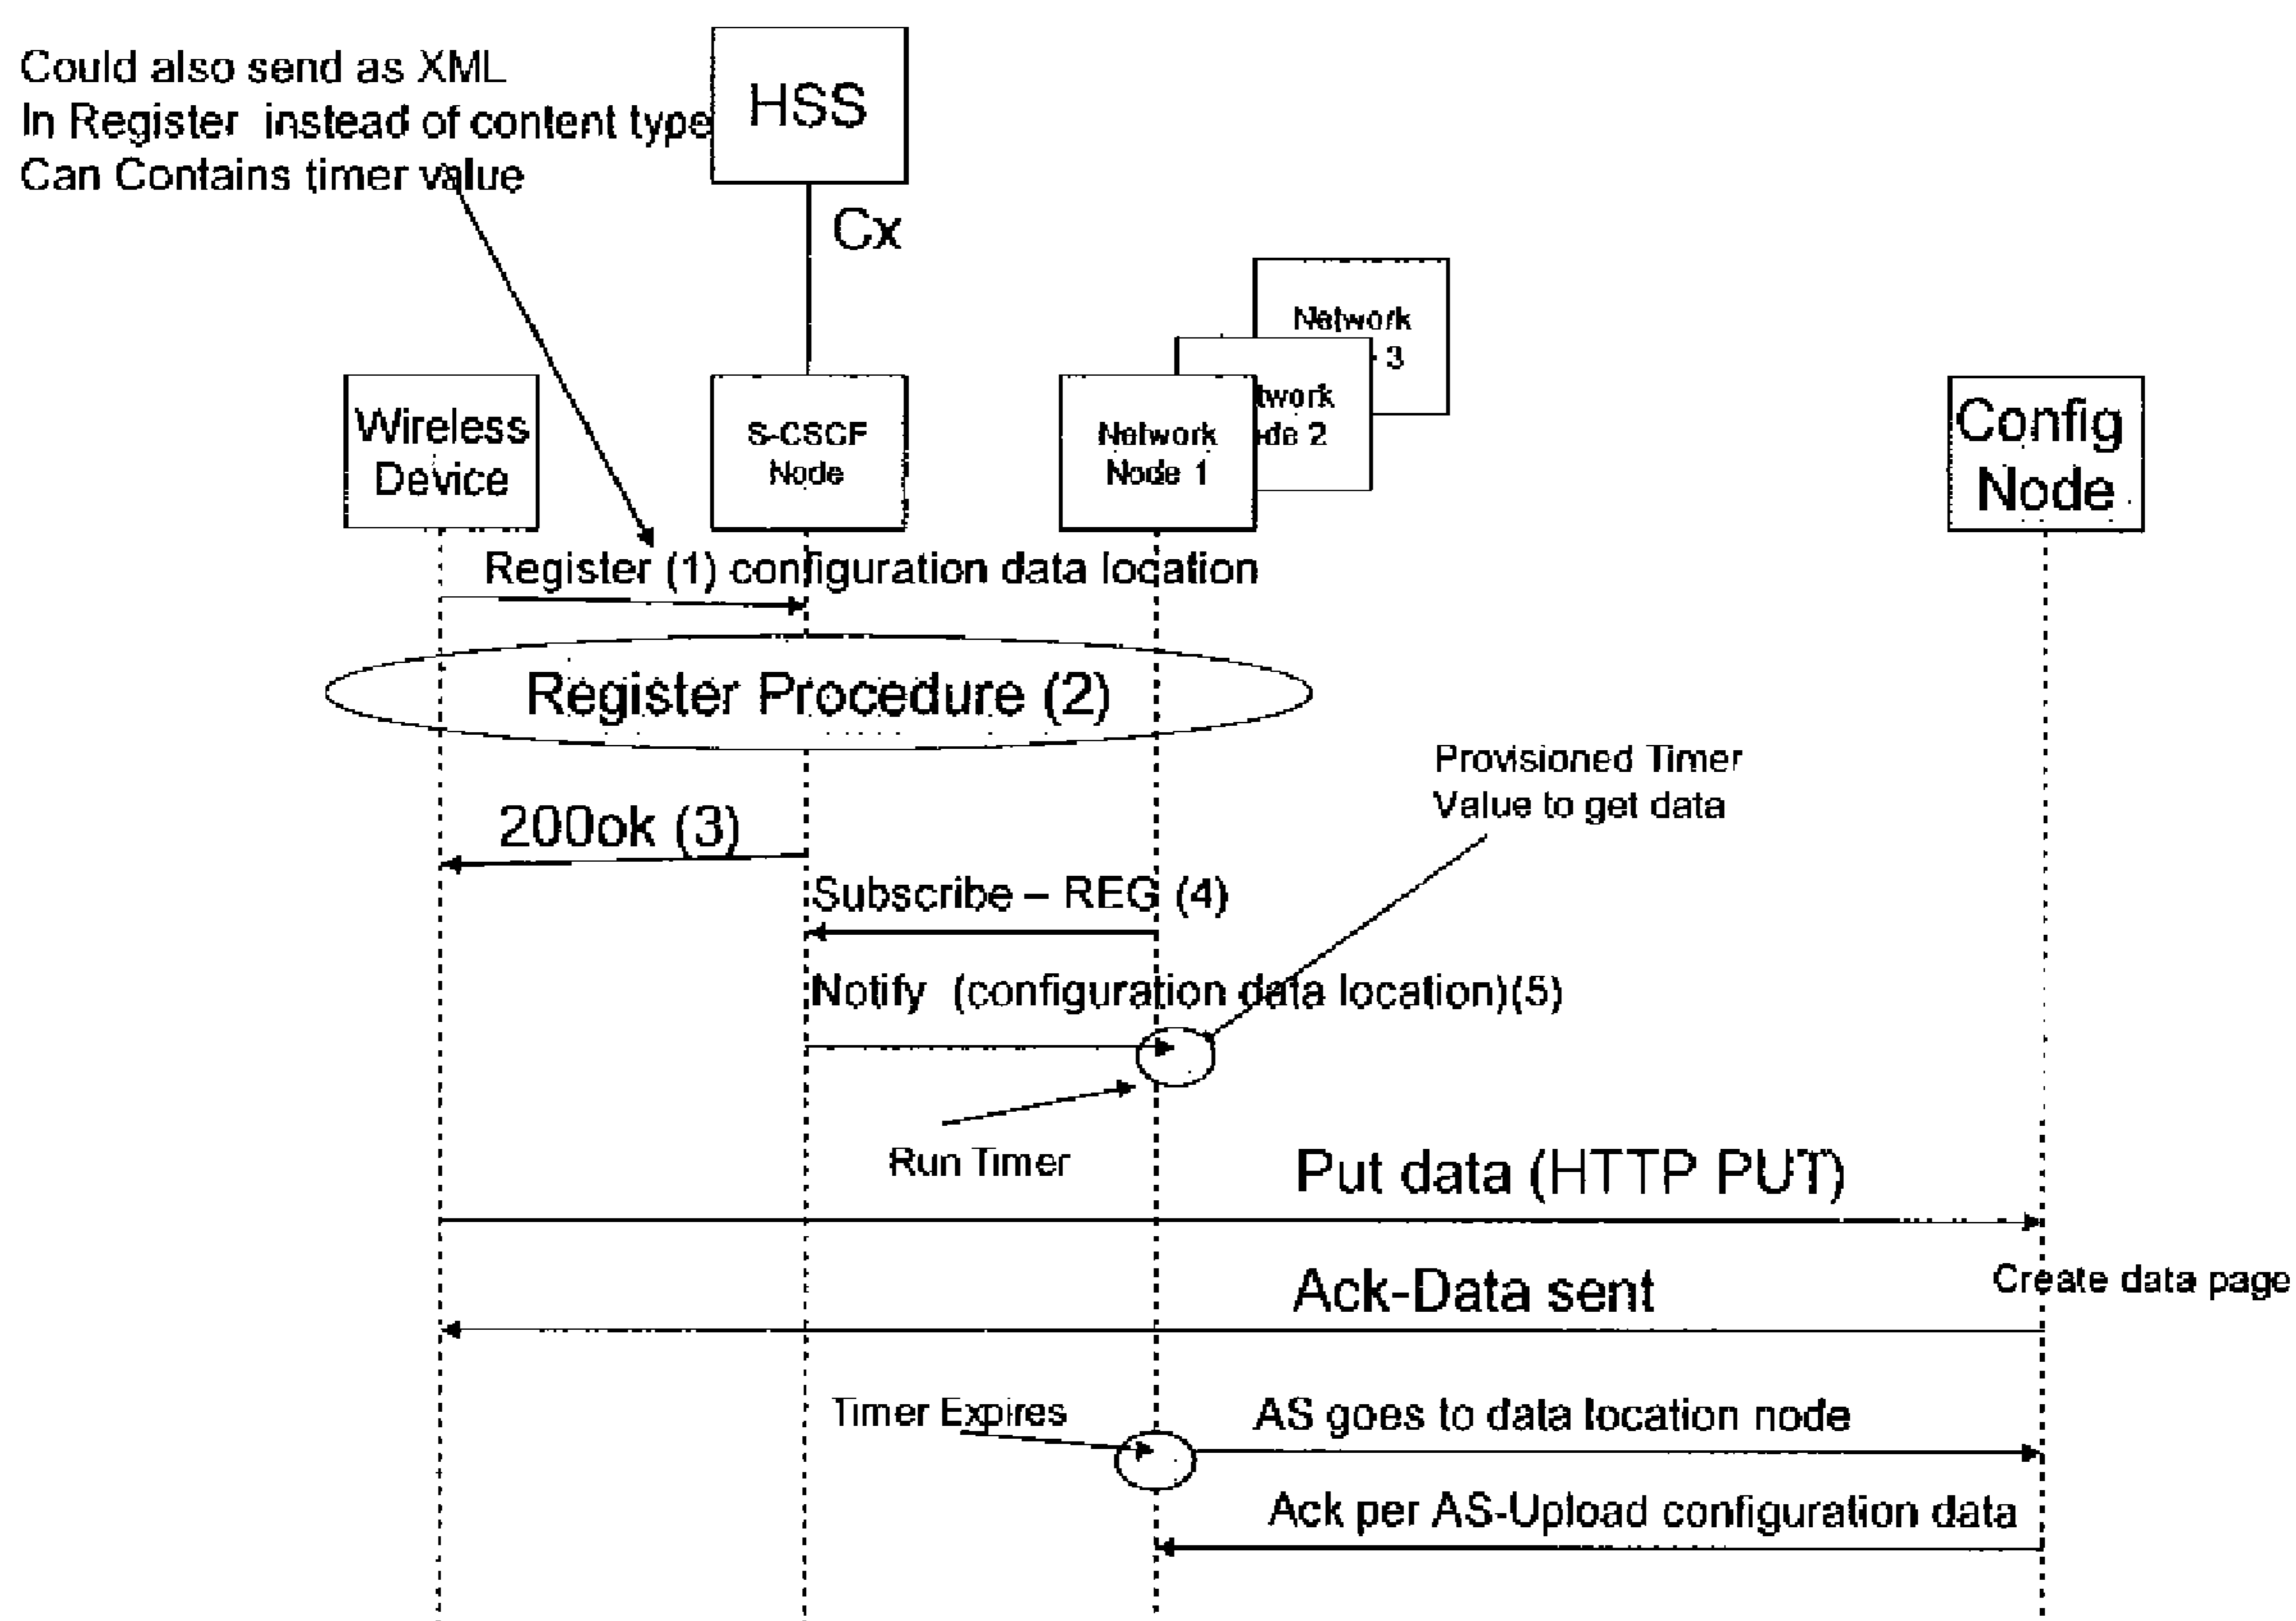 Could also send as XML
In Register instead of content type
Can Contains timer value
HSS
Cx
Network
3
twork
de 2
Wireless
Device
S-CSCF
Node
Network
Node 1
Config
Node
Register (1) configuration data location
Register Procedure (2)
Provisioned Timer
Value to get data
200ok (3)
Subscribe – REG (4)
Notify (configuration data location)(5)
Run Timer
Put data (HTTP PUT)
Ack-Data sent
Create data page
Timer Expires
AS goes to data location node
Ack per AS-Upload configuration data